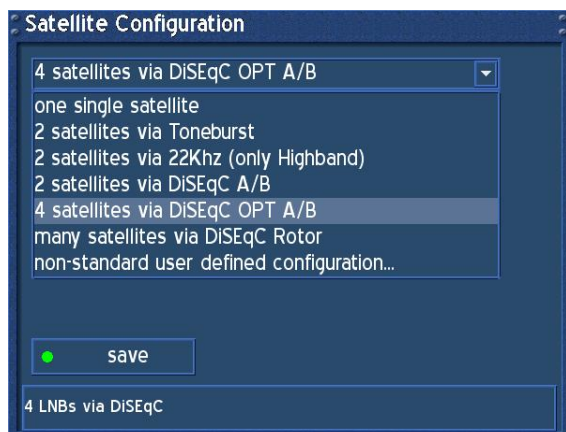 Satellite Configuration
4 satellites via DiSEqC OPT A/B
one single satellite
2 satellites via Toneburst
2 satellites via 22Khz (only Highband)
2 satellites via DiSEqC A/B
4 satellites via DiSEqC OPT A/B
many satellites via DiSEqC Rotor
non-standard user defined configuration...
save
4 LNBs via DiSEqC